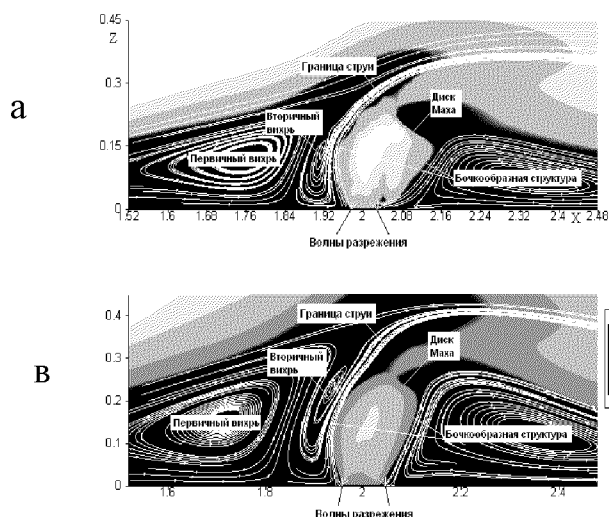 а
0.45
Z
0.3
0.15
0
Граница струи
Диск
Маха
Вторичный
вихрь
Первичный вихрь
Бочкообразная структура
1.52 1.6 1.68 1.76 1.84 1.92 2 2.08 2.16 2.24 2.32 X 2.4 2.48
Волны разрежения
в
0.4
0.3
0.2
0.1
0
Граница струи
Вторичный
вихрь
Диск
Маха
Первичный вихрь
Бочкообразная структура
1.6 1.8 2 2.2 2.4
Волны разрежения